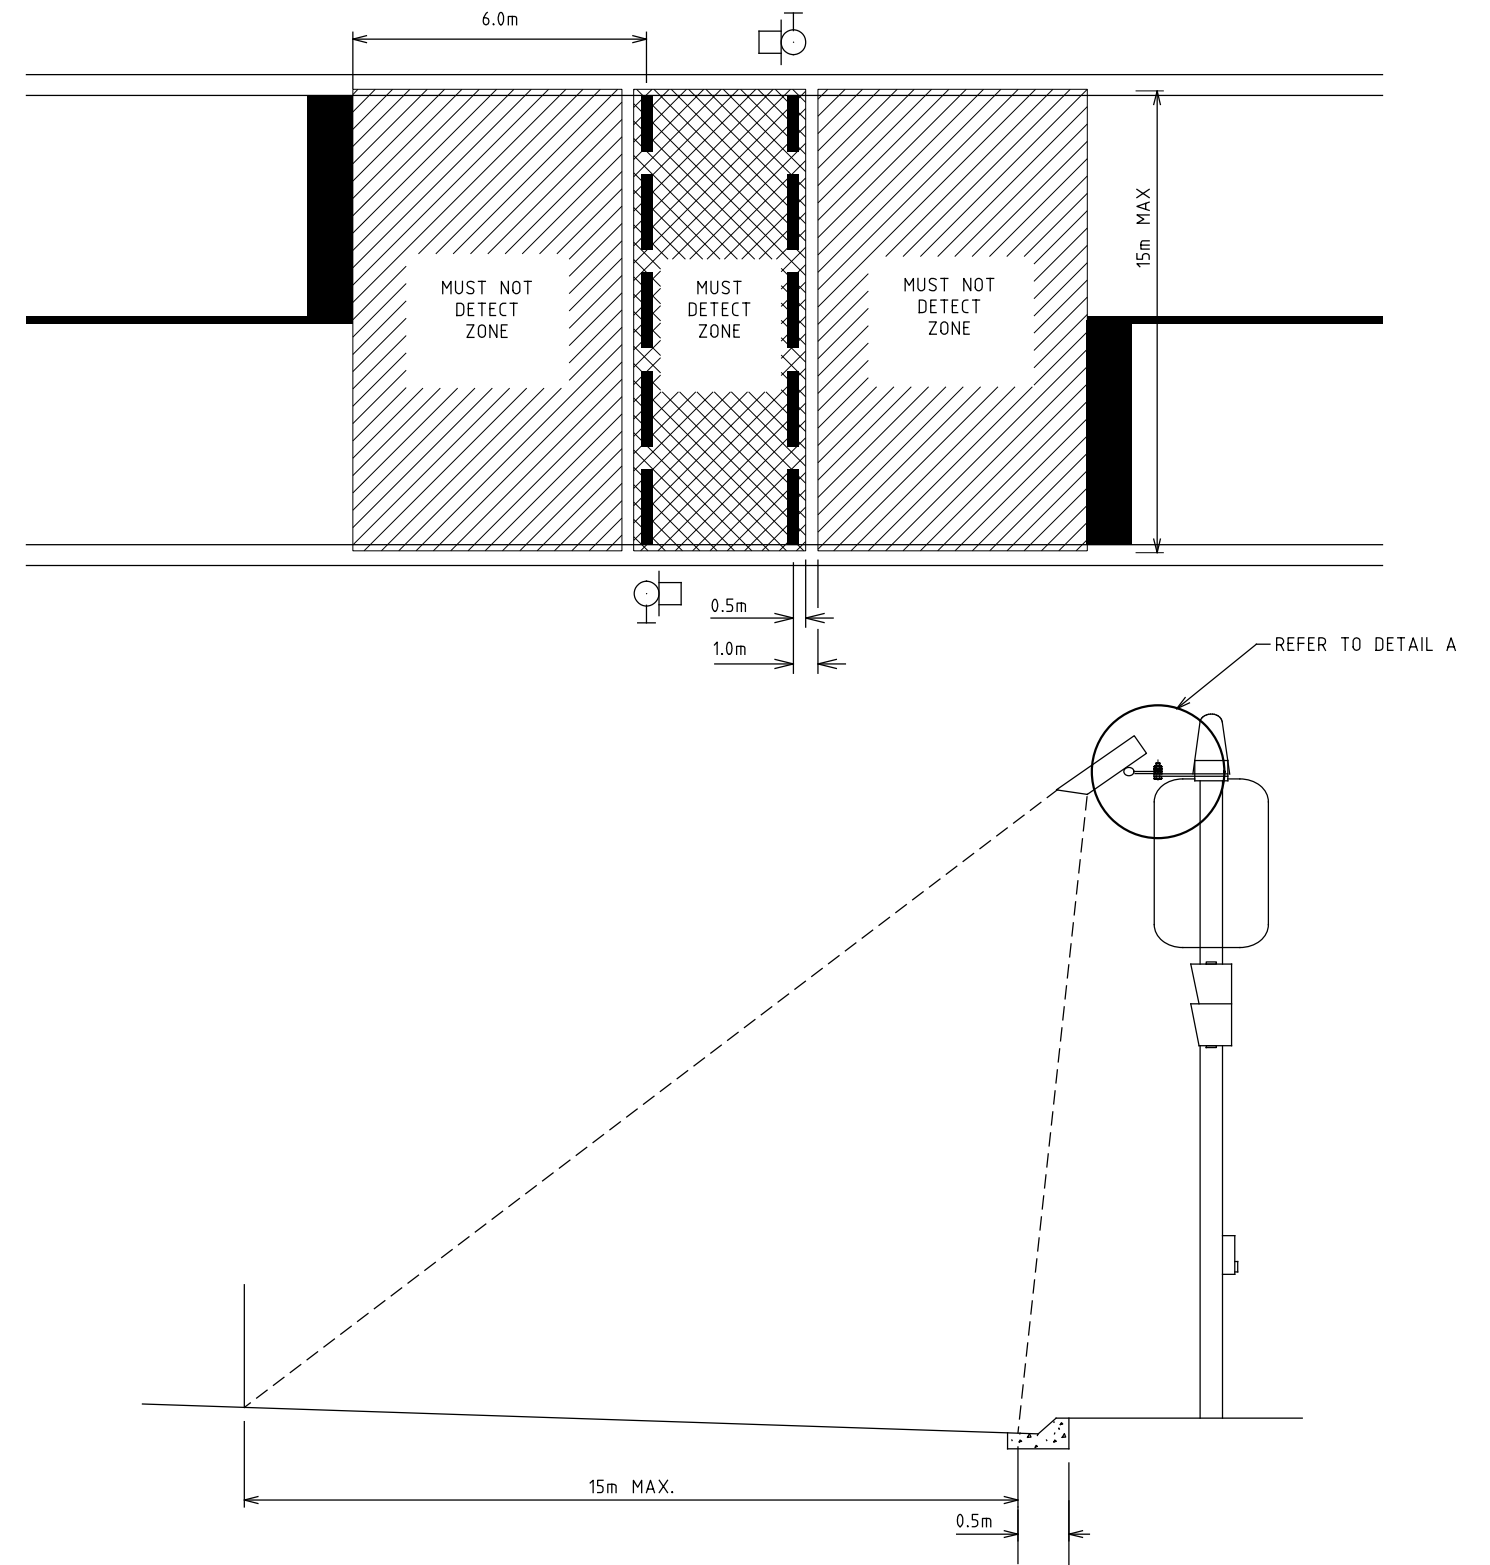 6.0m
15m MAX
MUST NOT
DETECT
ZONE
MUST
DETECT
ZONE
MUST NOT
DETECT
ZONE
0.5m
1.0m
REFER TO DETAIL A
15m MAX.
0.5m